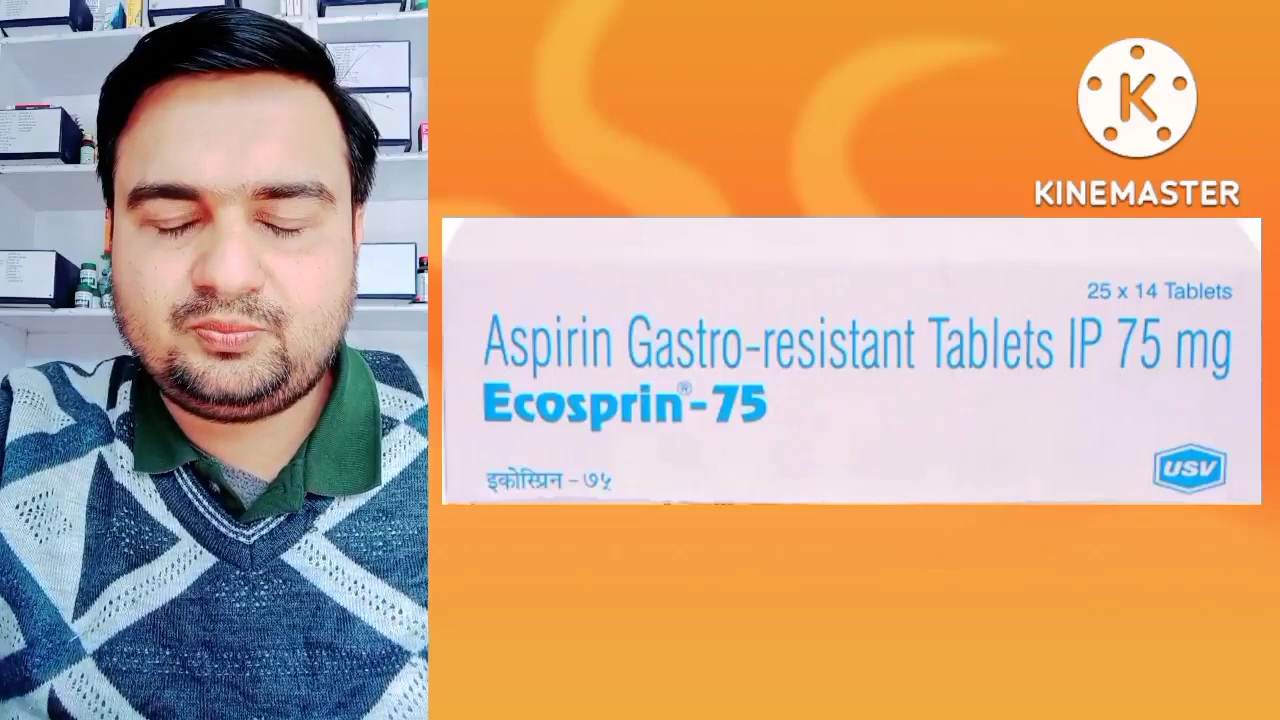 K
KINEMASTER
25 x 14 Tablets
Aspirin Gastro-resistant Tablets IP 75 mg
Ecosprin®-75
इकोस्प्रिन - ७५
USV